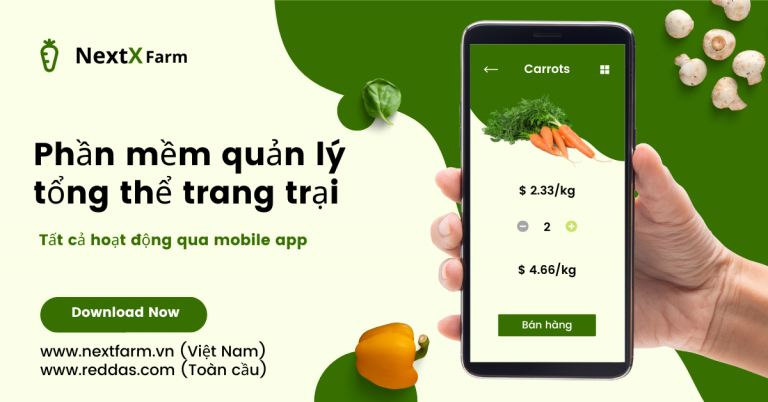 NextX Farm
Phần mềm quản lý
tổng thể trang trại
Tất cả hoạt động qua mobile app
Download Now
www.nextfarm.vn (Việt Nam)
www.reddas.com (Toàn cầu)
Carrots
$ 2.33/kg
2
$ 4.66/kg
Bán hàng